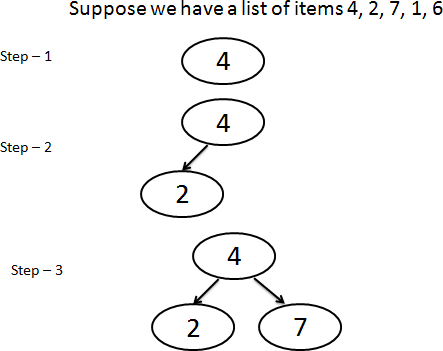 Suppose we have a list of items 4, 2, 7, 1, 6
Step – 1
4
Step – 2
4
2
Step – 3
4
2 7